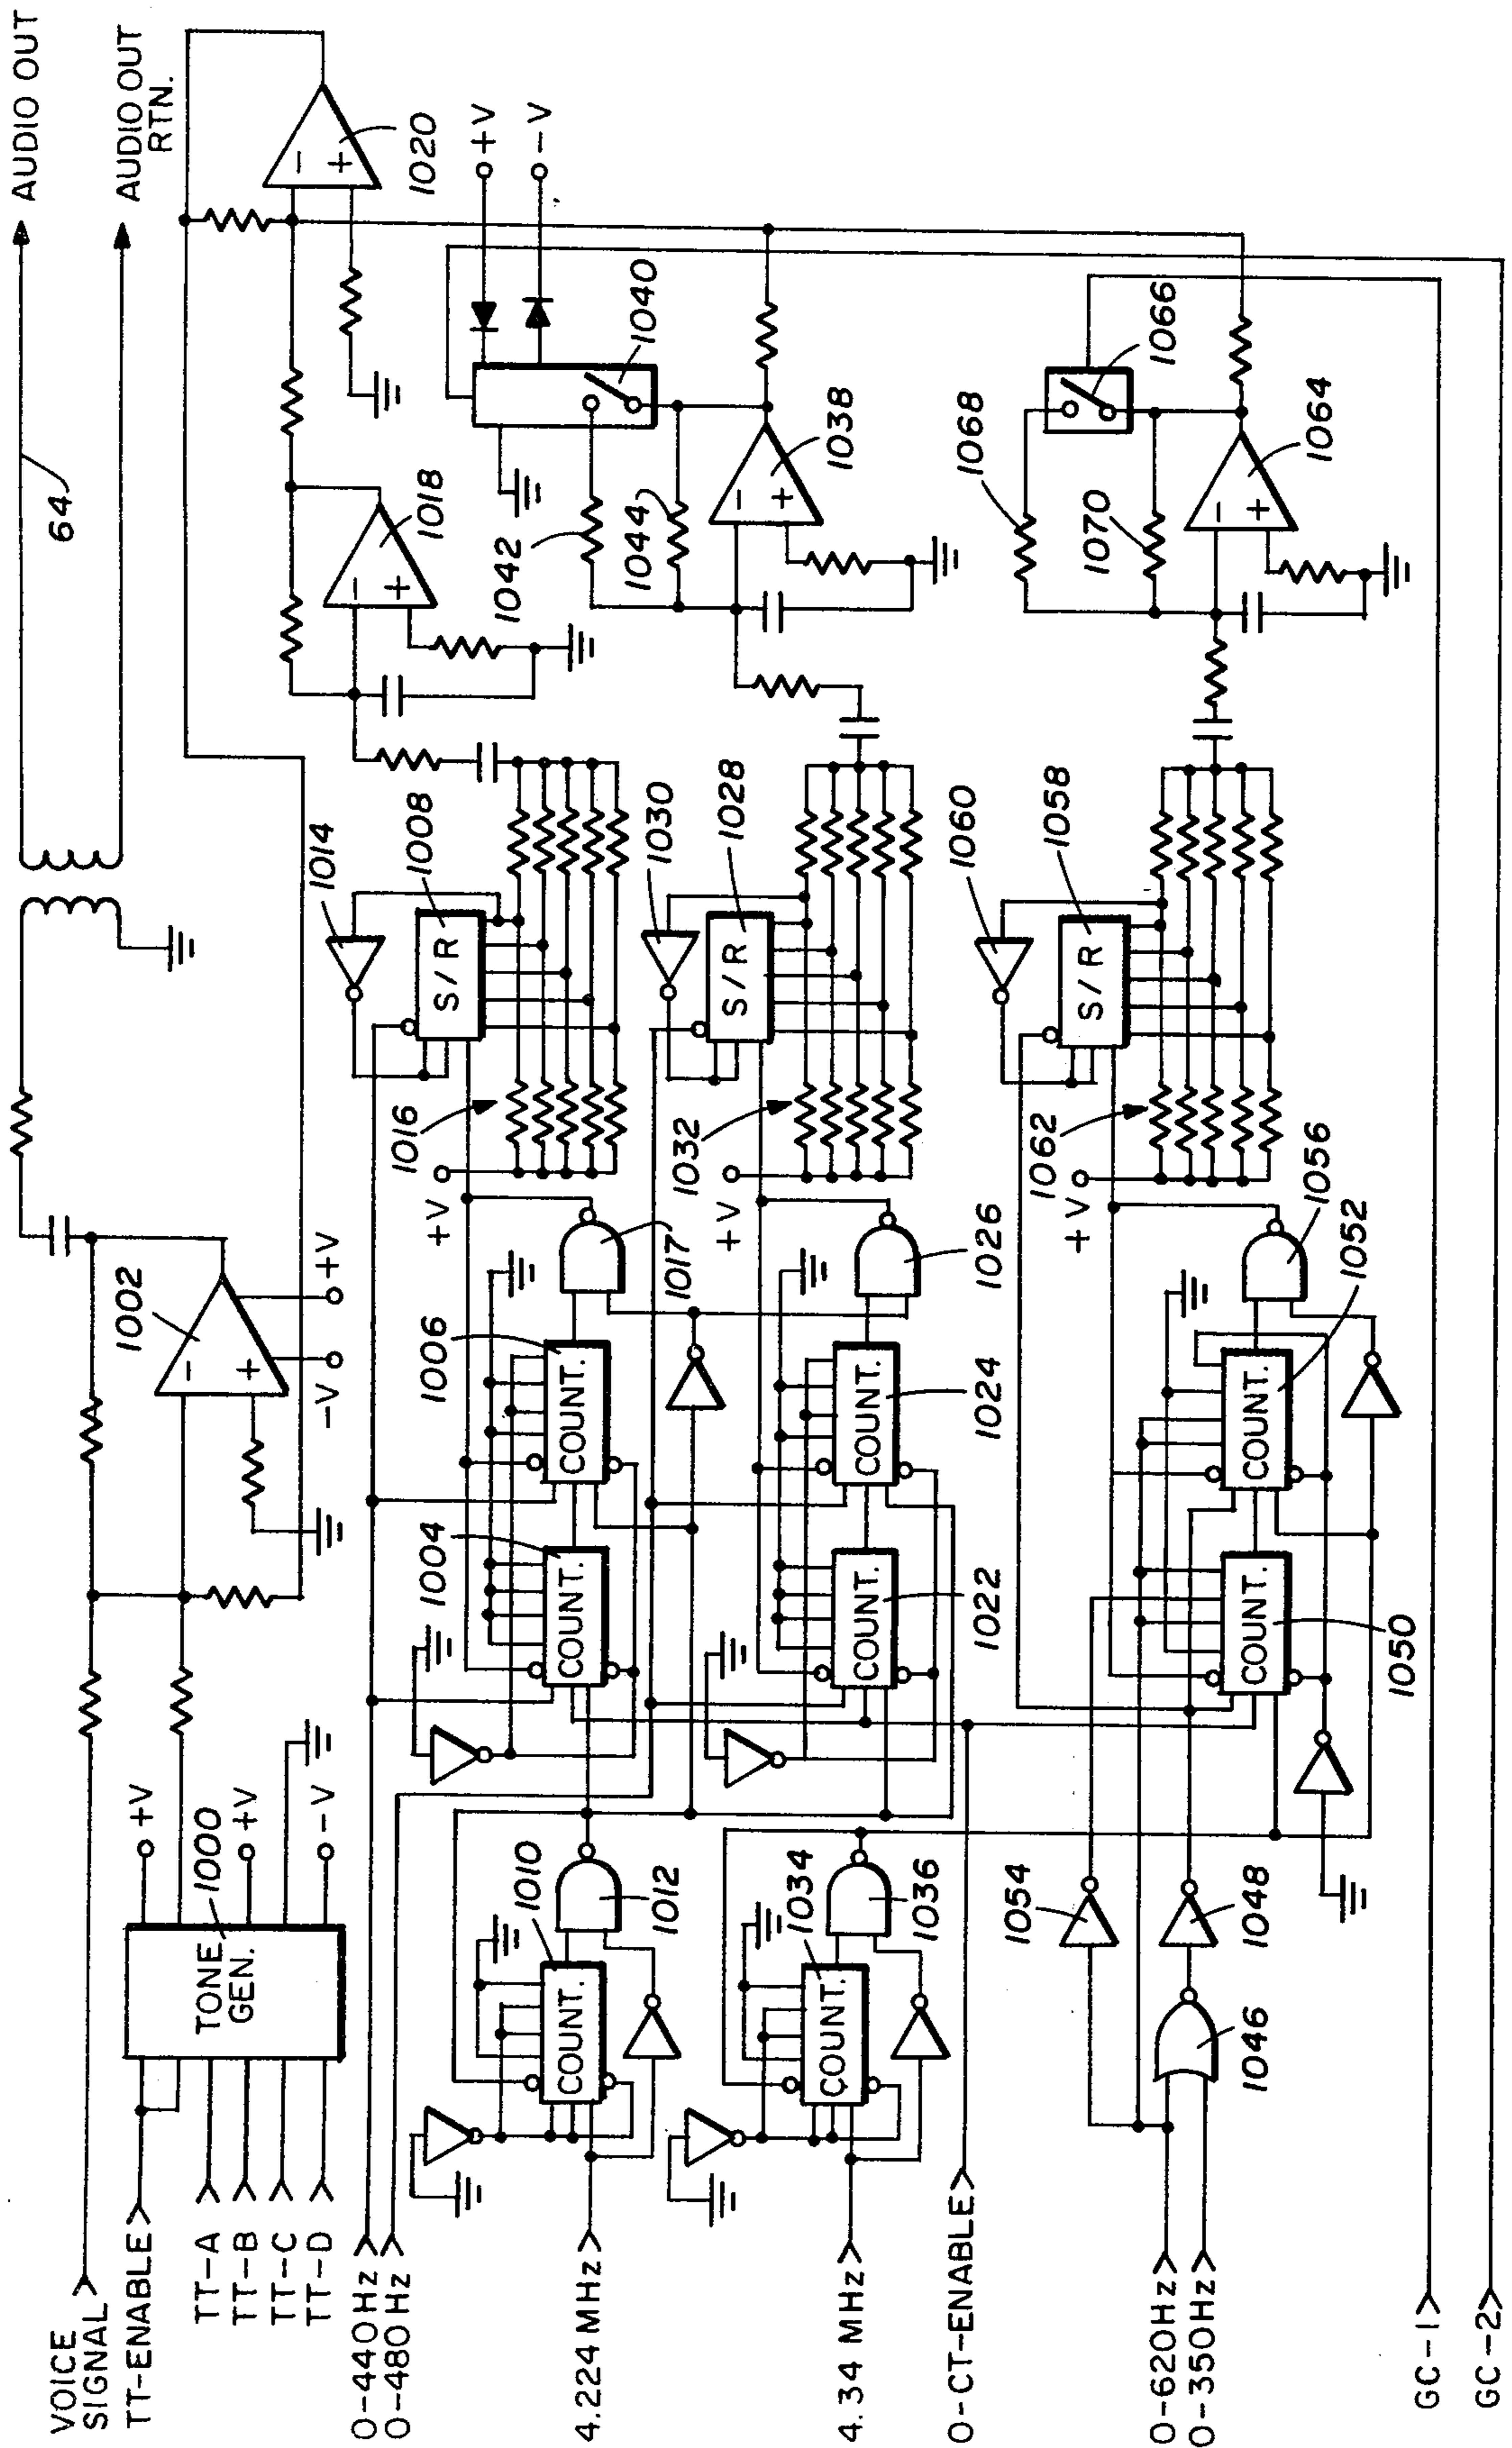 AUDIO OUT
AUDIO OUT
RTN.
64
1020
+V
-V
1018
1040
1042
1044
1038
1066
1068
1070
1064
1014
1008
S/R
1016
+V
1030
1028
S/R
1032
+V
1060
1058
S/R
1062
+V
1002
-V
+V
1004
COUNT.
1006
COUNT.
1017
1022
COUNT.
1024
COUNT.
1026
1050
COUNT.
1052
COUNT.
1056
TONE
GEN.
1000
+V
+V
-V
1010
COUNT.
1012
1034
COUNT.
1036
1054
1048
1046
VOICE
SIGNAL
TT-ENABLE
TT-A
TT-B
TT-C
TT-D
0-440Hz
0-480Hz
4.224MHz
4.34 MHz
0-CT-ENABLE
0-620Hz
0-350Hz
GC-1
GC-2